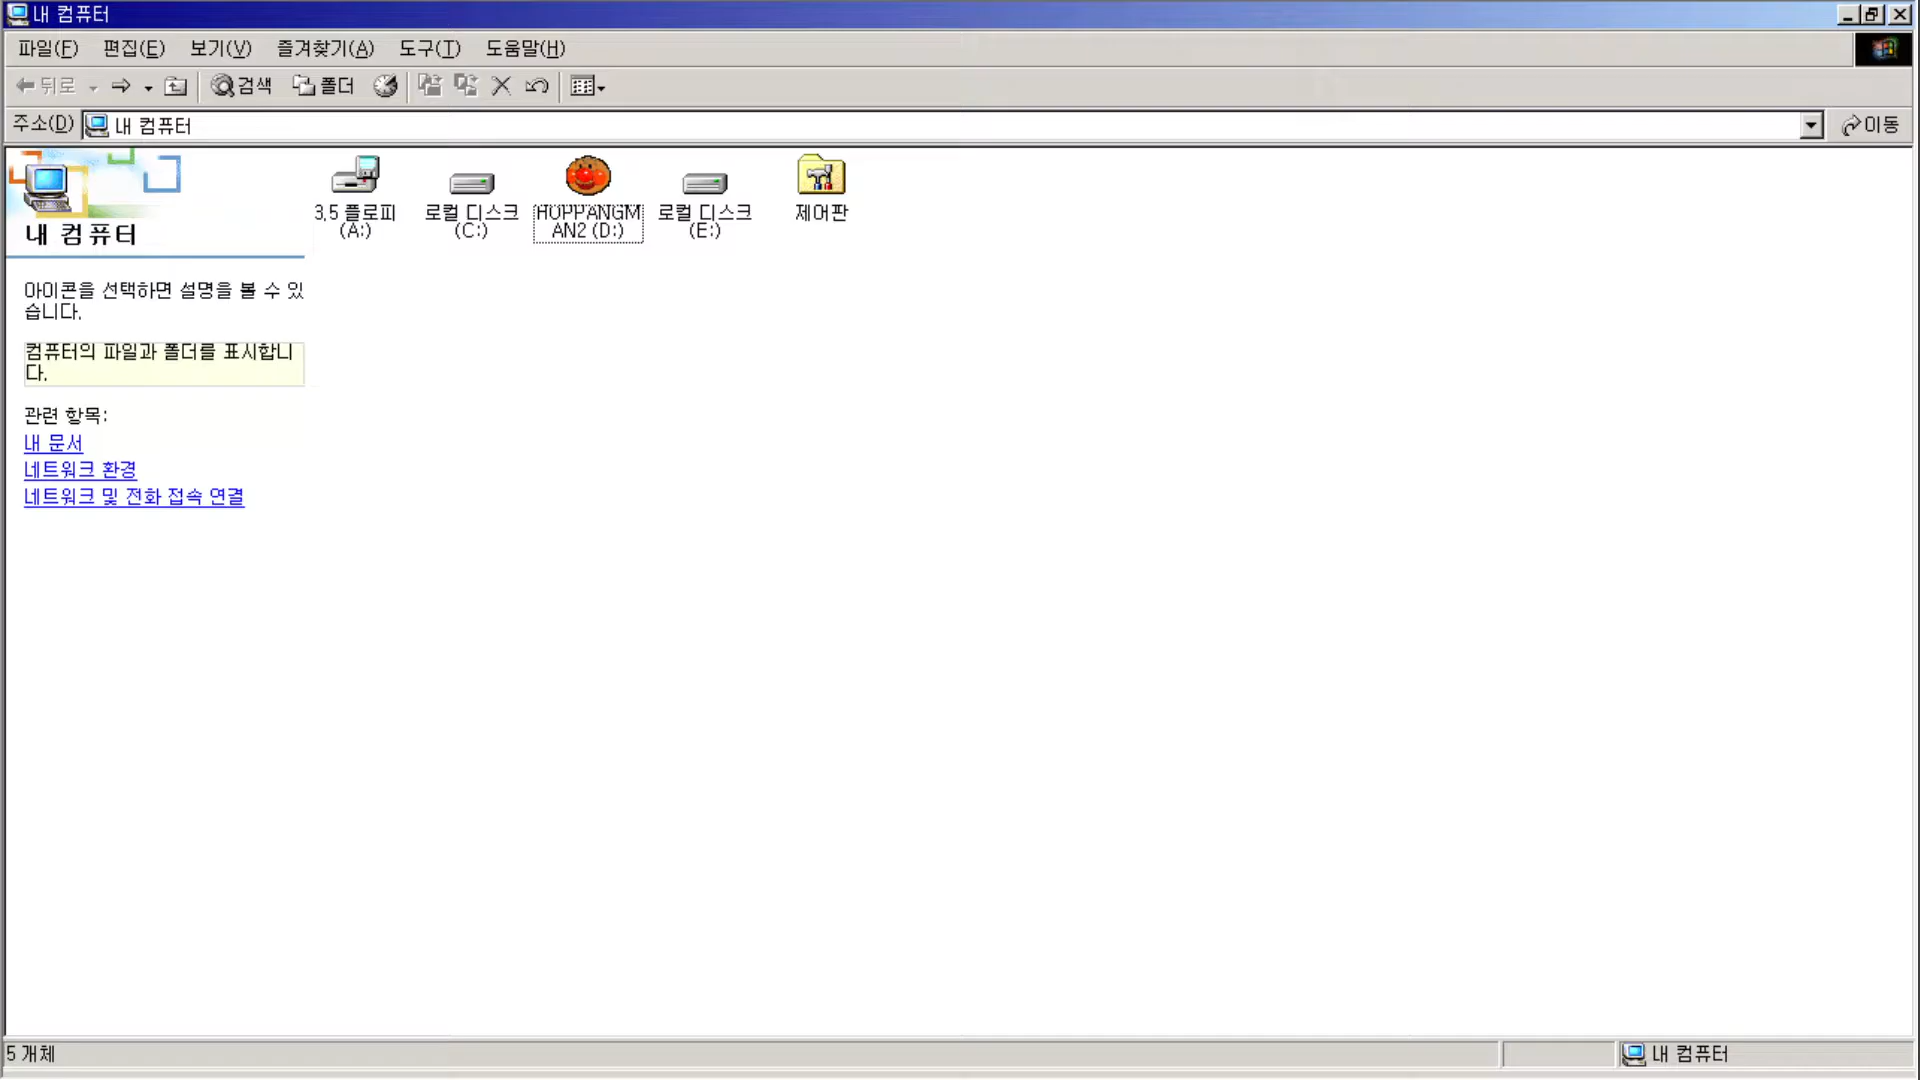 내 컴퓨터
파일(F) 편집(E) 보기(V) 즐겨찾기(A) 도구(T) 도움말(H)
뒤로 검색 폴더
주소(D) 내 컴퓨터 이동
3.5 플로피
(A:)
로컬 디스크
(C:)
HOPPANGM
AN2 (D:)
로컬 디스크
(E:)
제어판
내 컴퓨터
아이콘을 선택하면 설명을 볼 수 있
습니다.
컴퓨터의 파일과 폴더를 표시합니
다.
관련 항목:
내 문서
네트워크 환경
네트워크 및 전화 접속 연결
5 개체
내 컴퓨터